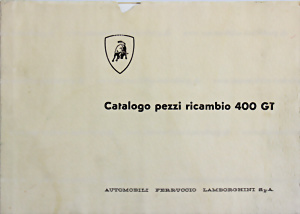 Catalogo pezzi ricambio 400 GT
AUTOMOBILI FERRUCCIO LAMBORGHINI S.p.A.